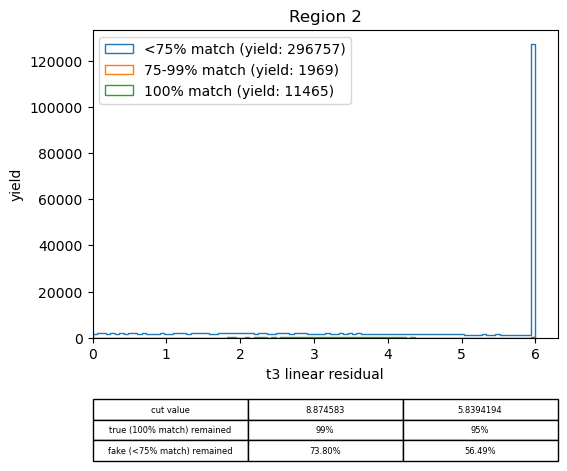 Region 2
<75% match (yield: 296757)
75-99% match (yield: 1969)
100% match (yield: 11465)
yield
120000
100000
80000
60000
40000
20000
0
0 1 2 3 4 5 6
t3 linear residual
cut value 8.874583 5.8394194
true (100% match) remained 99% 95%
fake (<75% match) remained 73.80% 56.49%